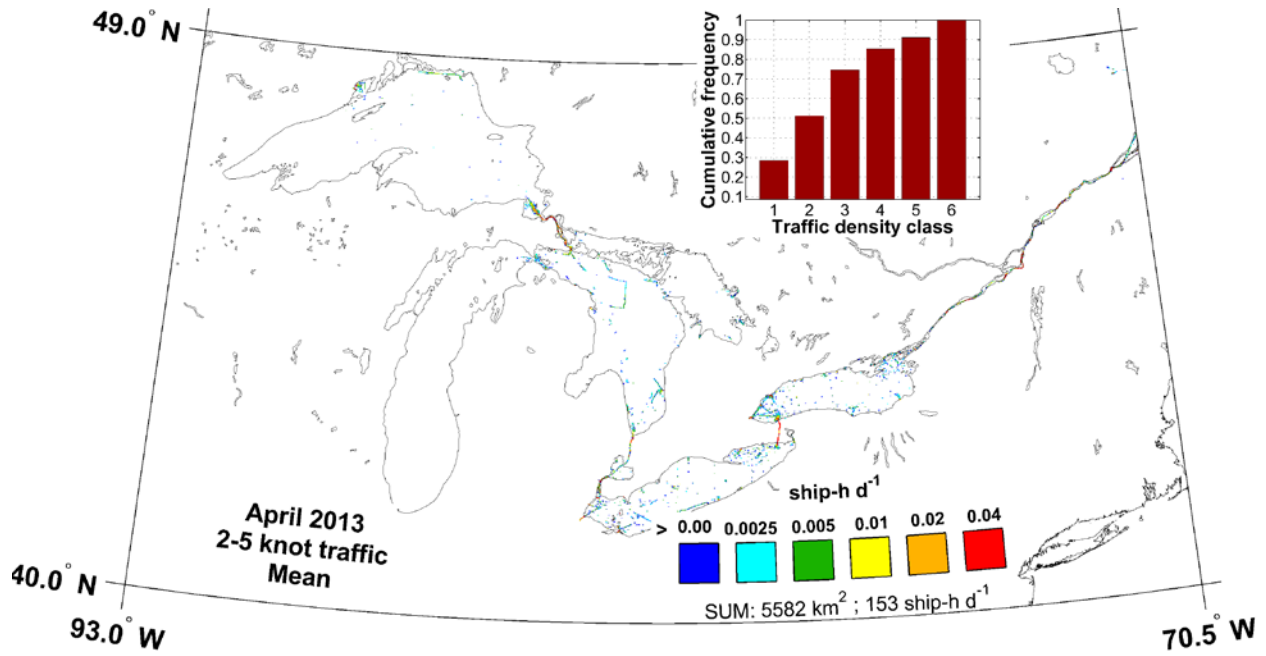 49.0° N
Cumulative frequency
1
0.9
0.8
0.7
0.6
0.5
0.4
0.3
0.2
0.1
1 2 3 4 5 6
Traffic density class
ship-h d⁻¹
> 0.00 0.0025 0.005 0.01 0.02 0.04
April 2013
2-5 knot traffic
Mean
SUM: 5582 km² ; 153 ship-h d⁻¹
40.0° N
93.0° W
70.5° W